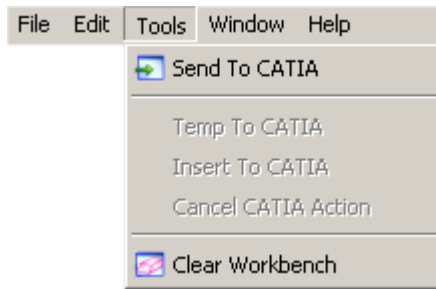 File Edit Tools Window Help
Send To CATIA
Temp To CATIA
Insert To CATIA
Cancel CATIA Action
Clear Workbench